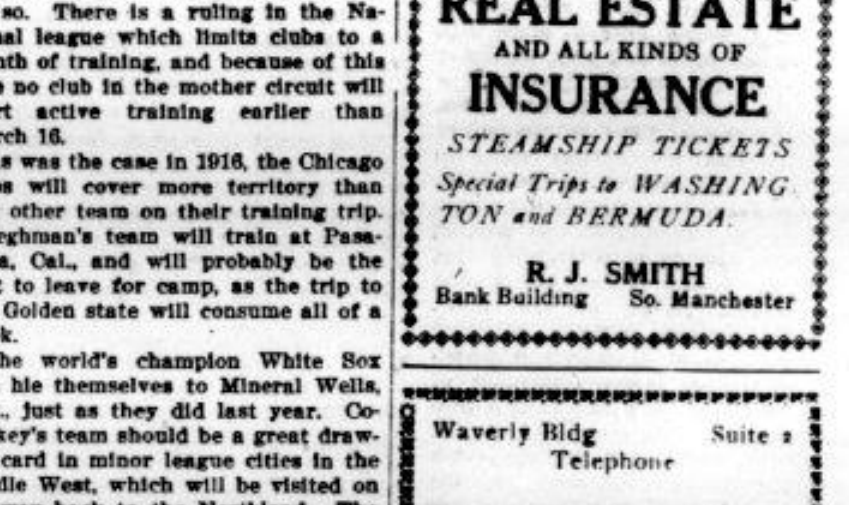 so. There is a ruling in the Na-
nal league which limits clubs to a
nth of training, and because of this
no club in the mother circuit will
rt active training earlier than
rch 16.
s was the case in 1916, the Chicago
s will cover more territory than
other team on their training trip.
eghman's team will train at Pasa-
a, Cal., and will probably be the
t to leave for camp, as the trip to
Golden state will consume all of a
k.
he world's champion White Sox
hie themselves to Mineral Wells,
., just as they did last year. Co-
key's team should be a great draw-
card in minor league cities in the
dle West, which will be visited on
REAL ESTATE
AND ALL KINDS OF
INSURANCE
STEAMSHIP TICKETS
Special Trips to WASHING
TON and BERMUDA.
R. J. SMITH
Bank Building So. Manchester
Waverly Bldg Suite 2
Telephone